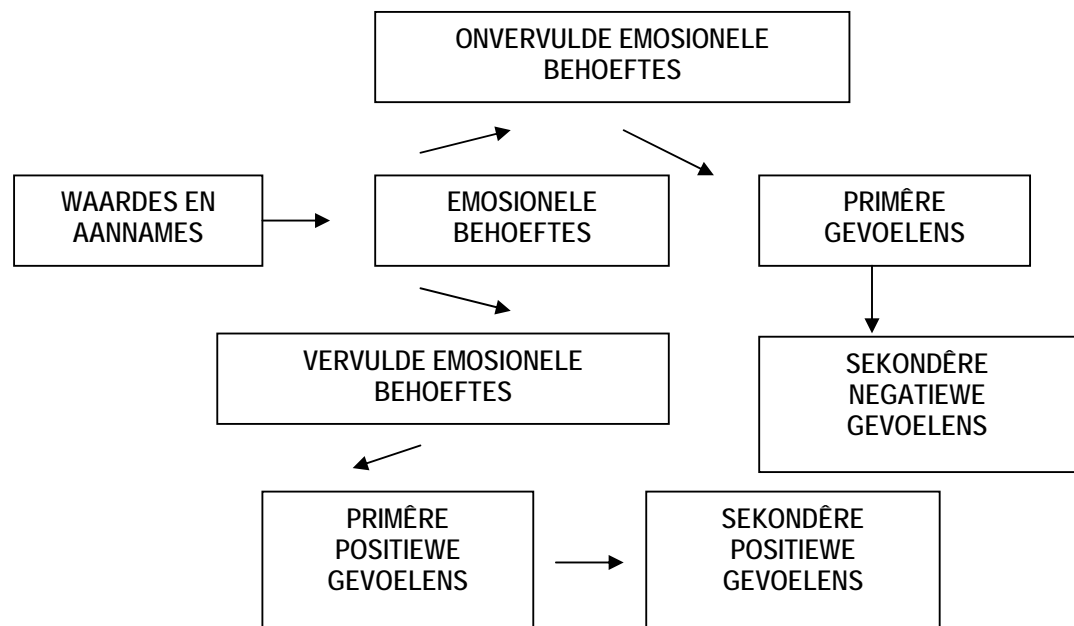 ONVERVULDE EMOSIONELE
BEHOEFTES
WAARDES EN
AANNAMES
EMOSIONELE
BEHOEFTES
PRIMÊRE
GEVOELENS
VERVULDE EMOSIONELE
BEHOEFTES
SEKONDÊRE
NEGATIEWE
GEVOELENS
PRIMÊRE
POSITIEWE
GEVOELENS
SEKONDÊRE
POSITIEWE
GEVOELENS